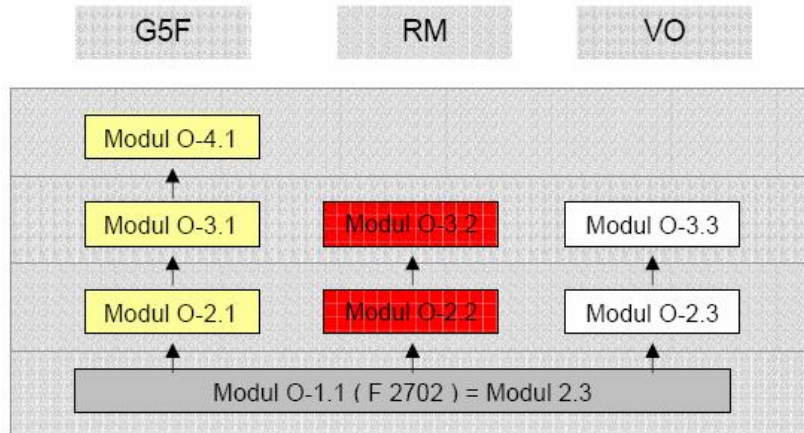 G5F RM VO
Modul O-4.1
Modul O-3.1 Modul O-3.2 Modul O-3.3
Modul O-2.1 Modul O-2.2 Modul O-2.3
Modul O-1.1 ( F 2702 ) = Modul 2.3